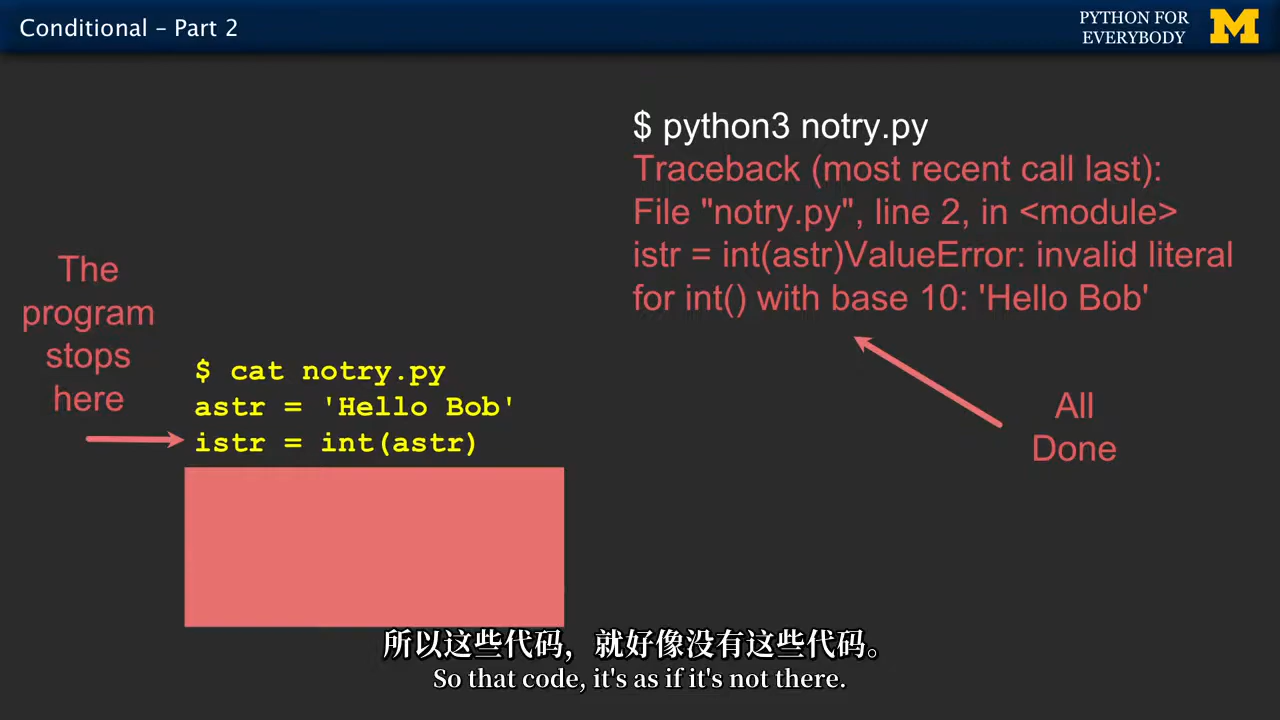 Conditional – Part 2
PYTHON FOR
EVERYBODY
M
$ python3 notry.py
Traceback (most recent call last):
File "notry.py", line 2, in <module>
istr = int(astr)ValueError: invalid literal
for int() with base 10: 'Hello Bob'
The
program
stops
here
$ cat notry.py
astr = 'Hello Bob'
istr = int(astr)
All
Done
所以这些代码，就好像没有这些代码。
So that code, it's as if it's not there.